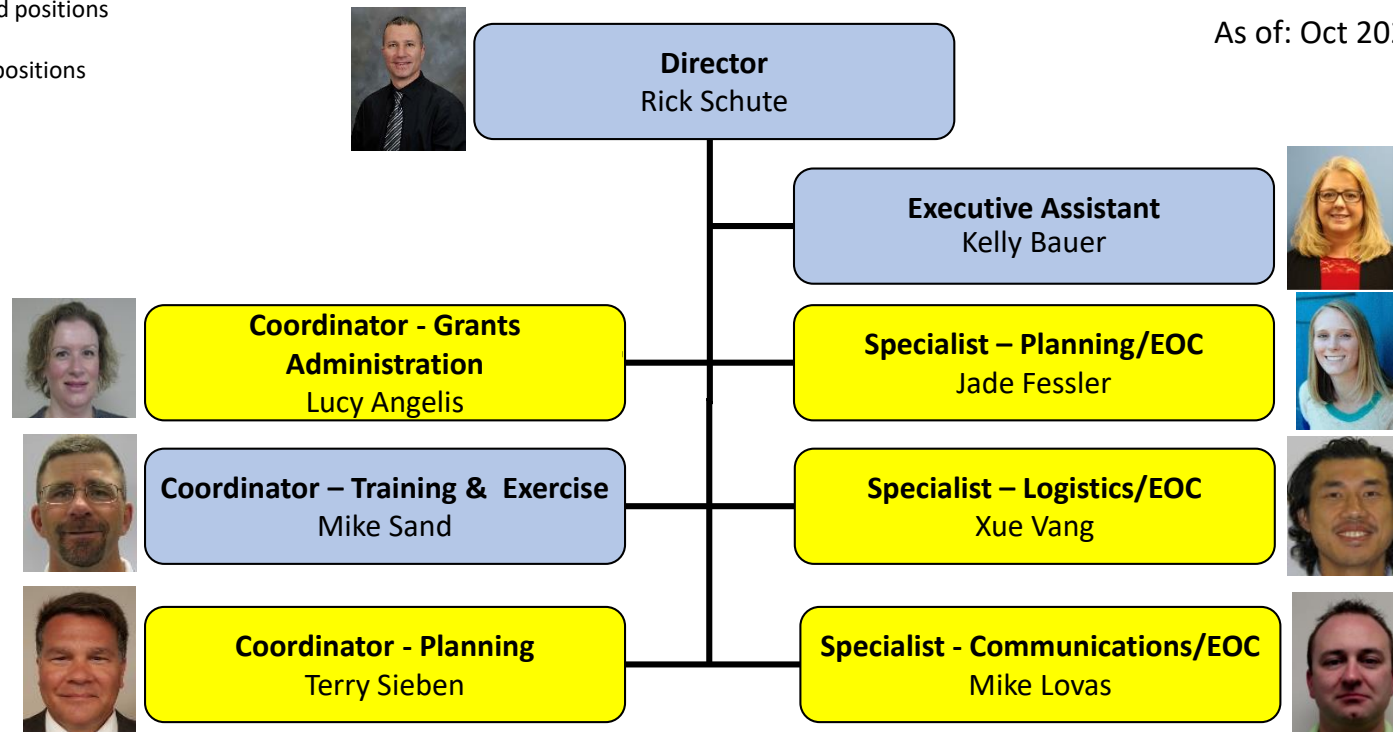 positions
positions
As of: Oct
Director
Rick Schute
Executive Assistant
Kelly Bauer
Coordinator - Grants
Administration
Lucy Angelis
Specialist – Planning/EOC
Jade Fessler
Coordinator – Training & Exercise
Mike Sand
Specialist – Logistics/EOC
Xue Vang
Coordinator - Planning
Terry Sieben
Specialist - Communications/EOC
Mike Lovas